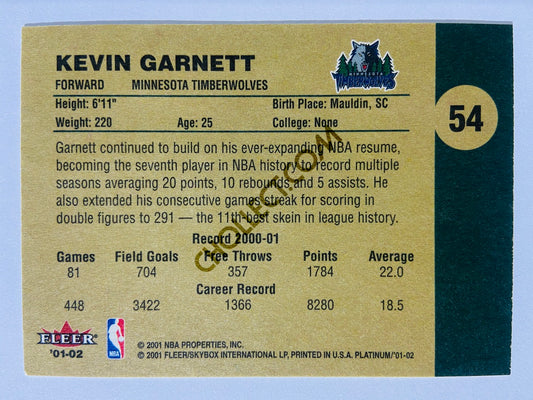 KEVIN GARNETT
FORWARD MINNESOTA TIMBERWOLVES
MINNESOTA
TIMBERWOLVES
54
Height: 6'11" Birth Place: Mauldin, SC
Weight: 220 Age: 25 College: None
Garnett continued to build on his ever-expanding NBA resume,
becoming the seventh player in NBA history to record multiple
seasons averaging 20 points, 10 rebounds and 5 assists. He
also extended his consecutive games streak for scoring in
double figures to 291 — the 11th-best skein in league history.
CHOLLECT.COM
Record 2000-01
Games Field Goals Free Throws Points Average
81 704 357 1784 22.0
Career Record
448 3422 1366 8280 18.5
FLEER
'01-02
NBA
© 2001 NBA PROPERTIES, INC.
© 2001 FLEER/SKYBOX INTERNATIONAL LP, PRINTED IN U.S.A. PLATINUM/'01-02